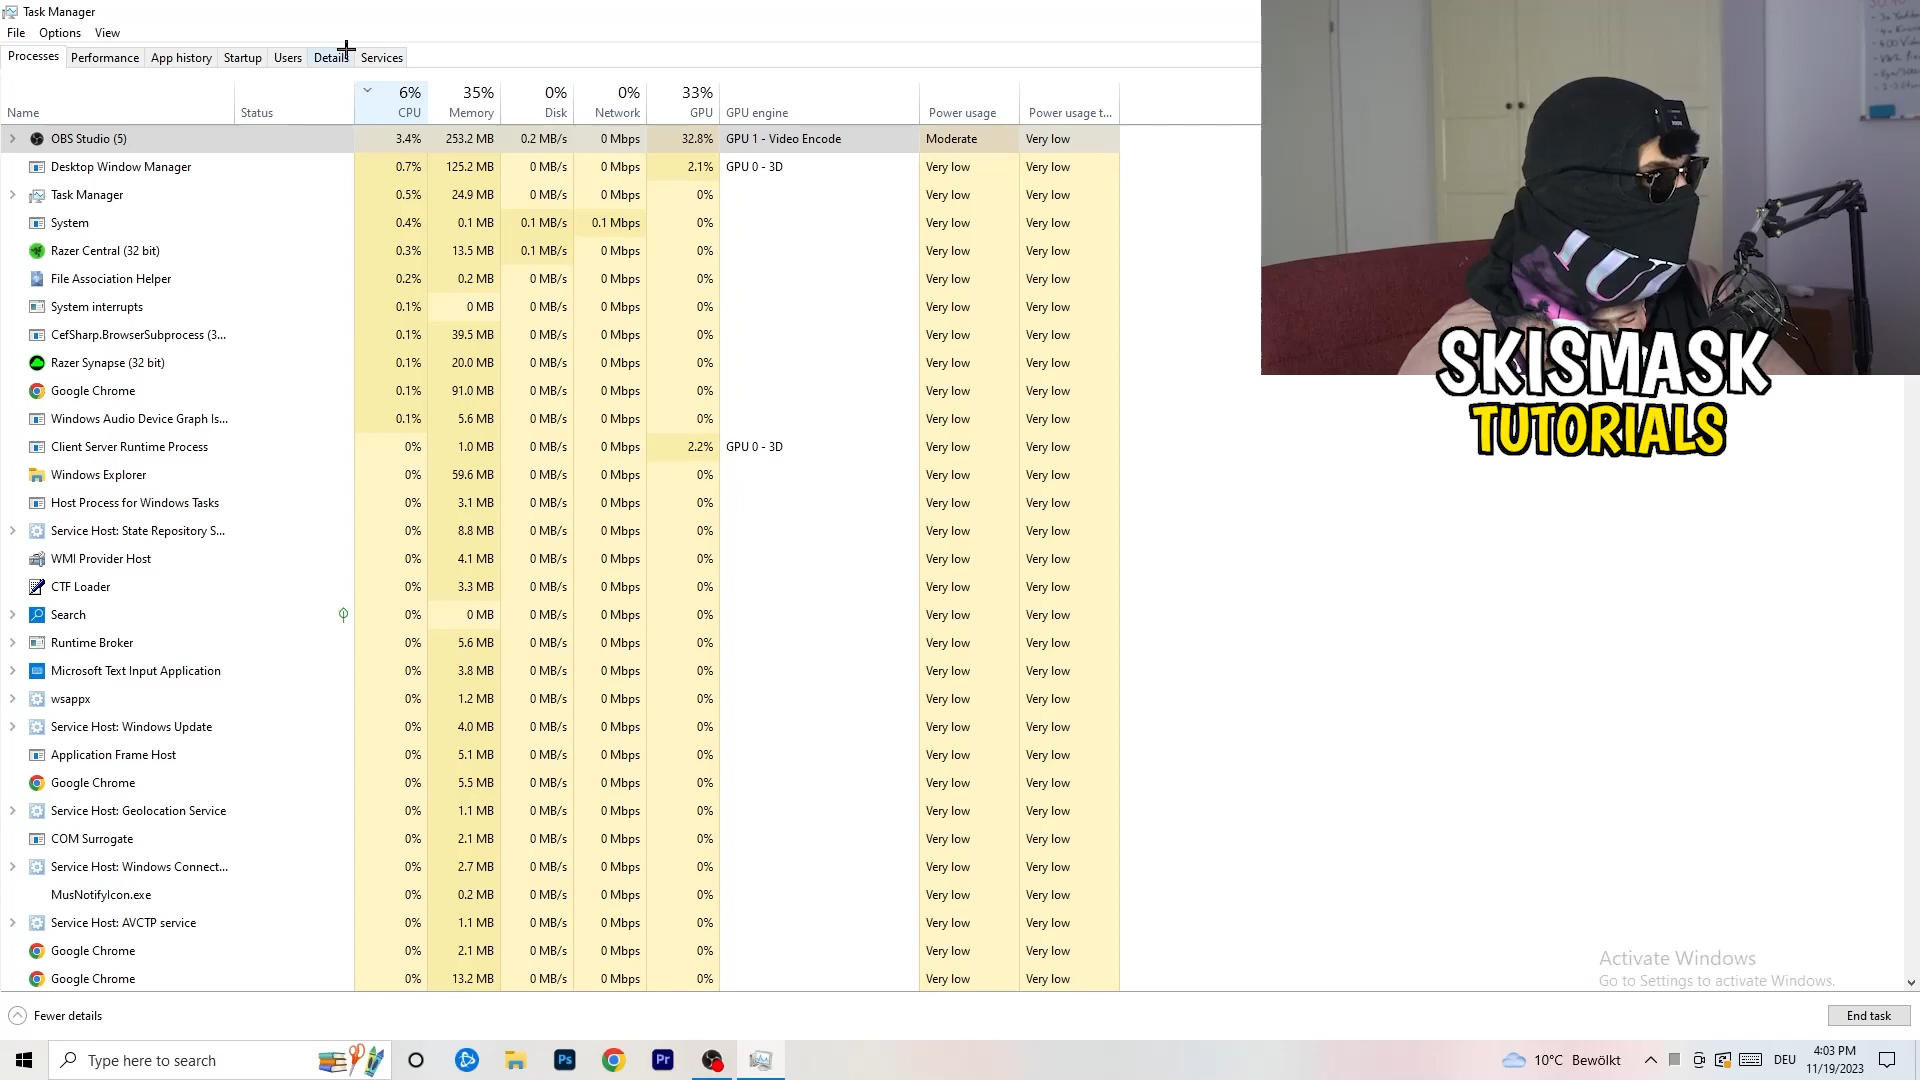 Task Manager
File Options View
Processes Performance App history Startup Users Details Services
6% 35% 0% 0% 33%
Name Status CPU Memory Disk Network GPU GPU engine Power usage Power usage t...
OBS Studio (5) 3.4% 253.2 MB 0.2 MB/s 0 Mbps 32.8% GPU 1 - Video Encode Moderate Very low
Desktop Window Manager 0.7% 125.2 MB 0 MB/s 0 Mbps 2.1% GPU 0 - 3D Very low Very low
Task Manager 0.5% 24.9 MB 0 MB/s 0 Mbps 0% Very low Very low
System 0.4% 0.1 MB 0.1 MB/s 0.1 Mbps 0% Very low Very low
Razer Central (32 bit) 0.3% 13.5 MB 0.1 MB/s 0 Mbps 0% Very low Very low
File Association Helper 0.2% 0.2 MB 0 MB/s 0 Mbps 0% Very low Very low
System interrupts 0.1% 0 MB 0 MB/s 0 Mbps 0% Very low Very low
CefSharp.BrowserSubprocess (3... 0.1% 39.5 MB 0 MB/s 0 Mbps 0% Very low Very low
Razer Synapse (32 bit) 0.1% 20.0 MB 0 MB/s 0 Mbps 0% Very low Very low
Google Chrome 0.1% 91.0 MB 0 MB/s 0 Mbps 0% Very low Very low
Windows Audio Device Graph Is... 0.1% 5.6 MB 0 MB/s 0 Mbps 0% Very low Very low
Client Server Runtime Process 0% 1.0 MB 0 MB/s 0 Mbps 2.2% GPU 0 - 3D Very low Very low
Windows Explorer 0% 59.6 MB 0 MB/s 0 Mbps 0% Very low Very low
Host Process for Windows Tasks 0% 3.1 MB 0 MB/s 0 Mbps 0% Very low Very low
Service Host: State Repository S... 0% 8.8 MB 0 MB/s 0 Mbps 0% Very low Very low
WMI Provider Host 0% 4.1 MB 0 MB/s 0 Mbps 0% Very low Very low
CTF Loader 0% 3.3 MB 0 MB/s 0 Mbps 0% Very low Very low
Search 0% 0 MB 0 MB/s 0 Mbps 0% Very low Very low
Runtime Broker 0% 5.6 MB 0 MB/s 0 Mbps 0% Very low Very low
Microsoft Text Input Application 0% 3.8 MB 0 MB/s 0 Mbps 0% Very low Very low
wsappx 0% 1.2 MB 0 MB/s 0 Mbps 0% Very low Very low
Service Host: Windows Update 0% 4.0 MB 0 MB/s 0 Mbps 0% Very low Very low
Application Frame Host 0% 5.1 MB 0 MB/s 0 Mbps 0% Very low Very low
Google Chrome 0% 5.5 MB 0 MB/s 0 Mbps 0% Very low Very low
Service Host: Geolocation Service 0% 1.1 MB 0 MB/s 0 Mbps 0% Very low Very low
COM Surrogate 0% 2.1 MB 0 MB/s 0 Mbps 0% Very low Very low
Service Host: Windows Connect... 0% 2.7 MB 0 MB/s 0 Mbps 0% Very low Very low
MusNotifyIcon.exe 0% 0.2 MB 0 MB/s 0 Mbps 0% Very low Very low
Service Host: AVCTP service 0% 1.1 MB 0 MB/s 0 Mbps 0% Very low Very low
Google Chrome 0% 2.1 MB 0 MB/s 0 Mbps 0% Very low Very low
Google Chrome 0% 13.2 MB 0 MB/s 0 Mbps 0% Very low Very low
SKISMASK
TUTORIALS
Activate Windows
Go to Settings to activate Windows.
Fewer details End task
Type here to search Ps Pr 10°C Bewölkt DEU 4:03 PM
11/19/2023